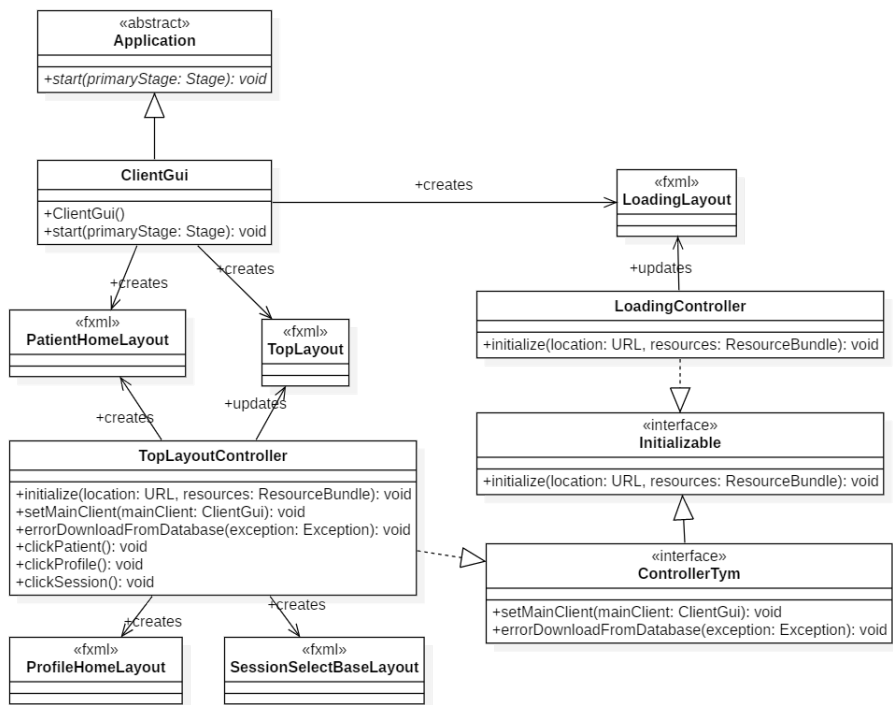 «abstract»
Application
+start(primaryStage: Stage): void
ClientGui
+ClientGui()
+start(primaryStage: Stage): void
+creates
«fxml»
LoadingLayout
+creates
+creates
+updates
«fxml»
PatientHomeLayout
«fxml»
TopLayout
LoadingController
+initialize(location: URL, resources: ResourceBundle): void
+creates
+updates
«interface»
Initializable
+initialize(location: URL, resources: ResourceBundle): void
TopLayoutController
+initialize(location: URL, resources: ResourceBundle): void
+setMainClient(mainClient: ClientGui): void
+errorDownloadFromDatabase(exception: Exception): void
+clickPatient(): void
+clickProfile(): void
+clickSession(): void
«interface»
ControllerTym
+setMainClient(mainClient: ClientGui): void
+errorDownloadFromDatabase(exception: Exception): void
+creates
+creates
«fxml»
ProfileHomeLayout
«fxml»
SessionSelectBaseLayout